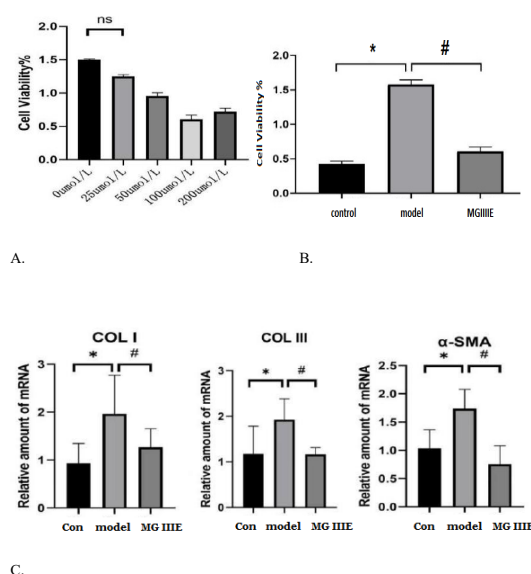 ns
Cell Viability%
2.0
1.5
1.0
0.5
0.0
0umol/L
25umol/L
50umol/L
100umol/L
200umol/L
A.
* #
Cell Viability %
2.0
1.5
1.0
0.5
0.0
control model MGIIIE
B.
COL I
* #
Relative amount of mRNA
3
2
1
0
Con model MG IIIE
COL III
* #
Relative amount of mRNA
3
2
1
0
Con model MG IIIE
α-SMA
* #
Relative amount of mRNA
2.5
2.0
1.5
1.0
0.5
0.0
Con model MG IIIE
C.